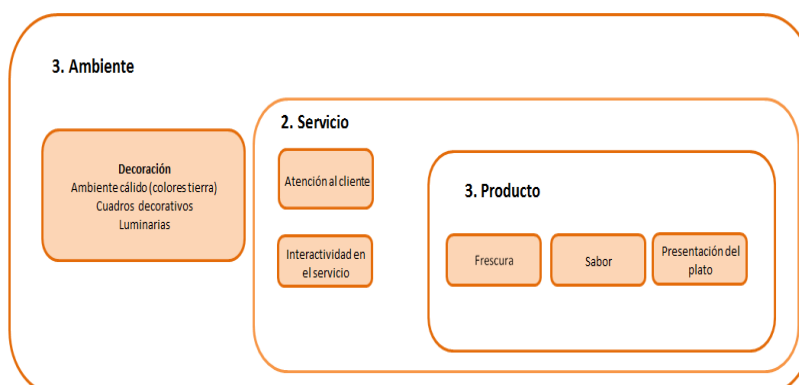 3. Ambiente
2. Servicio
Decoración
Ambiente cálido (colores tierra)
Cuadros decorativos
Luminarias
Atención al cliente
Interactividad en
el servicio
3. Producto
Frescura
Sabor
Presentación del
plato